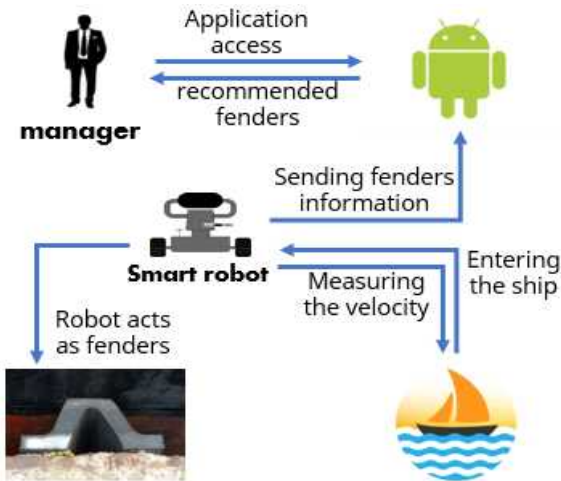 Application
access
recommended
fenders
manager
Sending fenders
information
Smart robot
Entering
the ship
Measuring
the velocity
Robot acts
as fenders